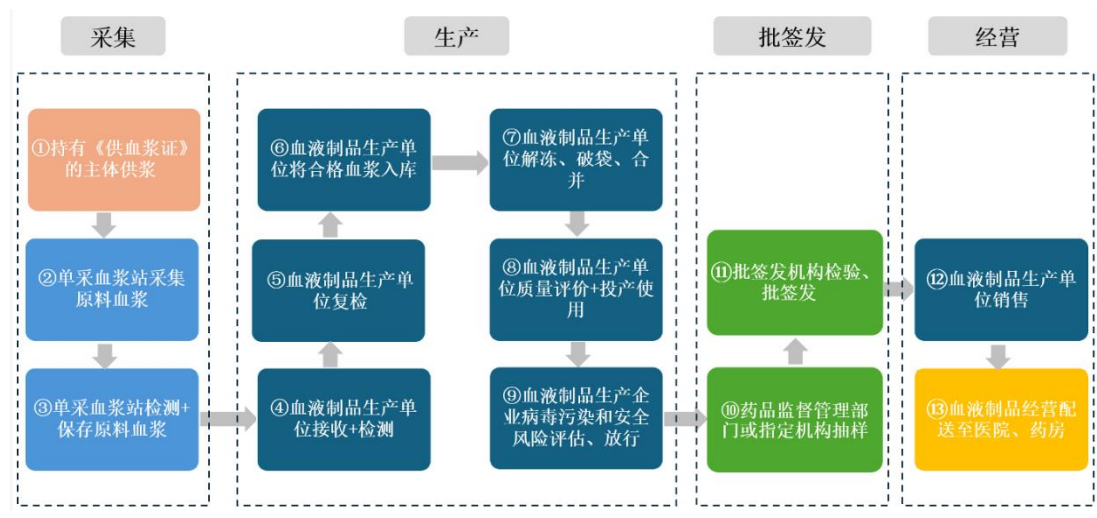 采集
生产
批签发
经营
①持有《供血浆证》
的主体供浆
②单采血浆站采集
原料血浆
③单采血浆站检测+
保存原料血浆
④血液制品生产单
位接收+检测
⑤血液制品生产单
位复检
⑥血液制品生产单
位将合格血浆入库
⑦血液制品生产单
位解冻、破袋、合
并
⑧血液制品生产单
位质量评价+投产使
用
⑨血液制品生产企
业病毒污染和安全
风险评估、放行
⑩药品监督管理部
门或指定机构抽样
⑪批签发机构检验、
批签发
⑫血液制品生产单
位销售
⑬血液制品经营配
送至医院、药房